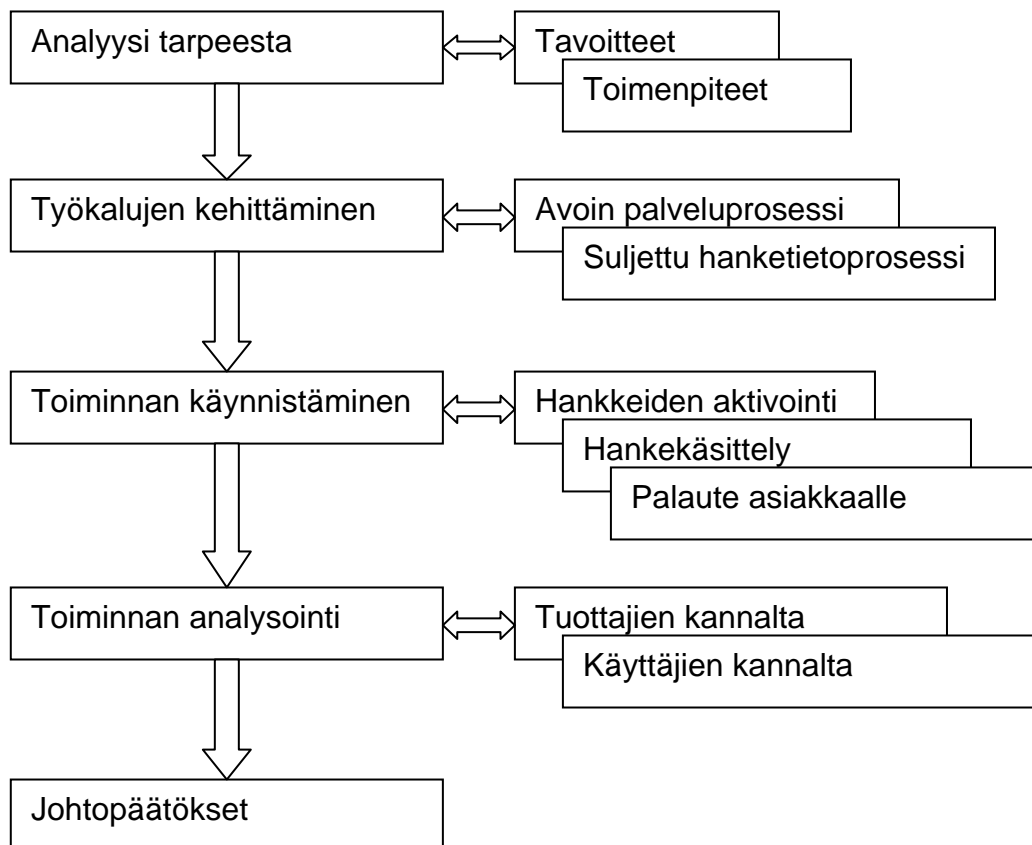 Analyysi tarpeesta
Tavoitteet
Toimenpiteet
Työkalujen kehittäminen
Avoin palveluprosessi
Suljettu hanketietoprosessi
Toiminnan käynnistäminen
Hankkeiden aktivointi
Hankekäsittely
Palaute asiakkaalle
Toiminnan analysointi
Tuottajien kannalta
Käyttäjien kannalta
Johtopäätökset